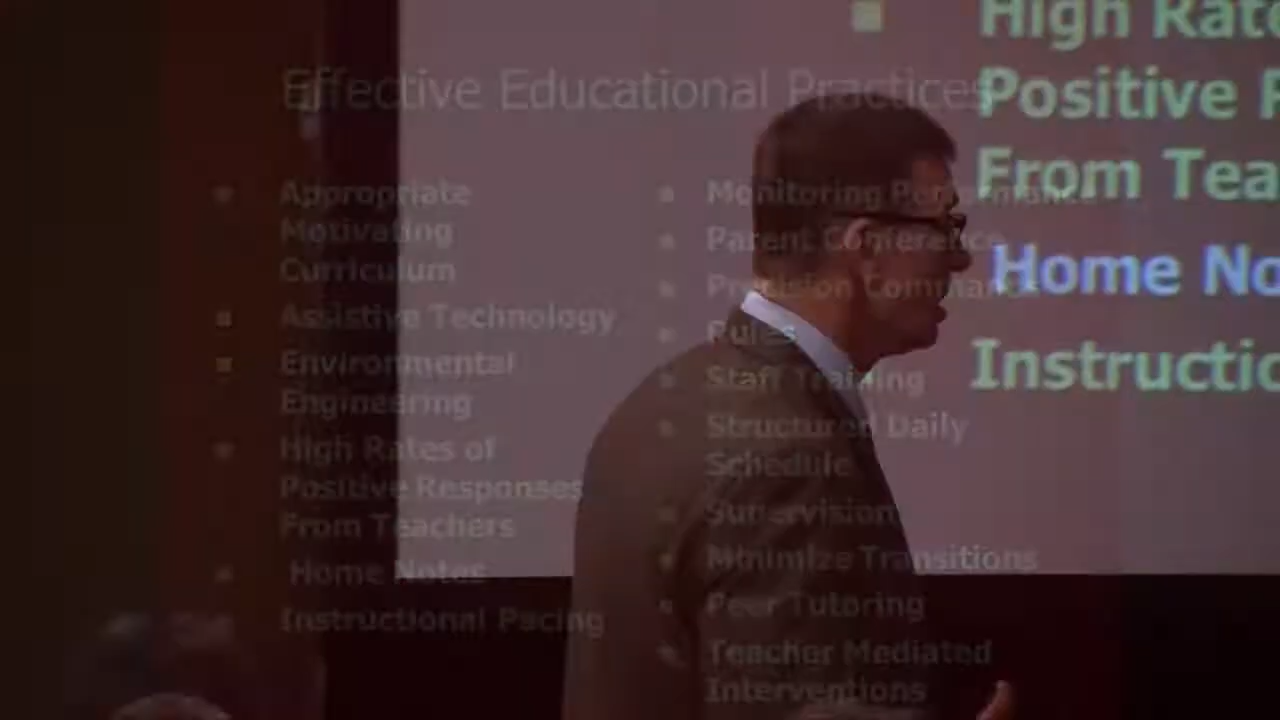 Effective Educational Practices
Appropriate
Motivating
Curriculum
Assistive Technology
Environmental
Engineering
High Rates of
Positive Responses
From Teachers
Home Notes
Instructional Pacing
Monitoring Performance
Parent Conference
Precision Commands
Rules
Staff Training
Structured Daily
Schedule
Supervision
Minimize Transitions
Peer Tutoring
Teacher Mediated
Interventions
High Rate
Positive R
From Tea
Home No
Instructio